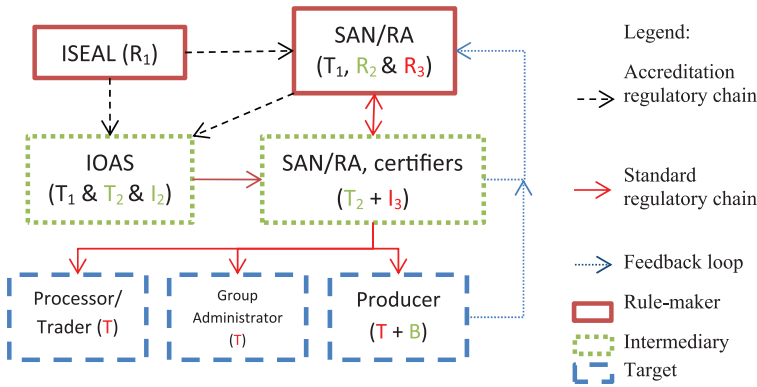 ISEAL (R1)
SAN/RA
(T1, R2 & R3)
IOAS
(T1 & T2 & I2)
SAN/RA, certifiers
(T2 + I3)
Processor/
Trader (T)
Group
Administrator
(T)
Producer
(T + B)
Legend:
Accreditation
regulatory chain
Standard
regulatory chain
Feedback loop
Rule-maker
Intermediary
Target